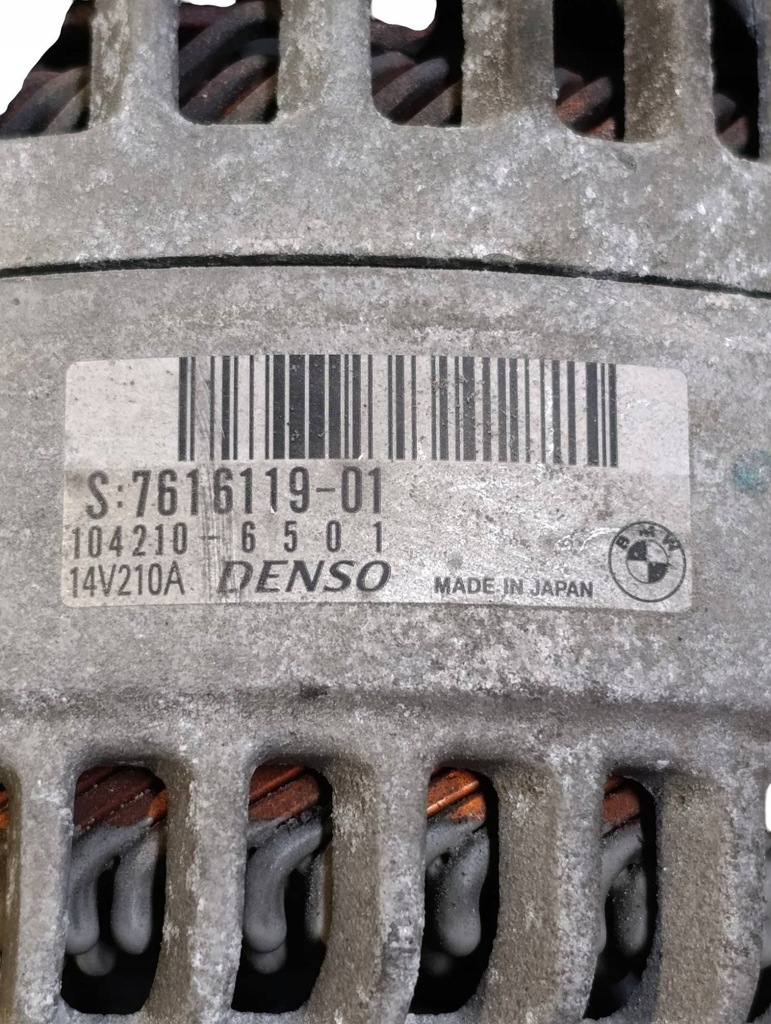 S:7616119-01
104210-6501
14V210A DENSO MADE IN JAPAN BMW